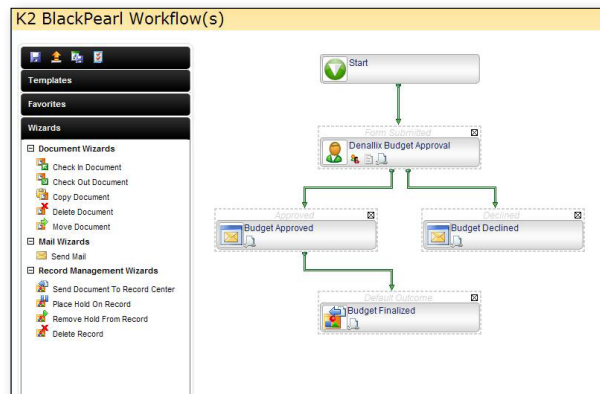 K2 BlackPearl Workflow(s)
Templates
Favorites
Wizards
Document Wizards
Check In Document
Check Out Document
Copy Document
Delete Document
Move Document
Mail Wizards
Send Mail
Record Management Wizards
Send Document To Record Center
Place Hold On Record
Remove Hold From Record
Delete Record
Start
Form Submitted
Denallix Budget Approval
Approved
Budget Approved
Declined
Budget Declined
Default Outcome
Budget Finalized